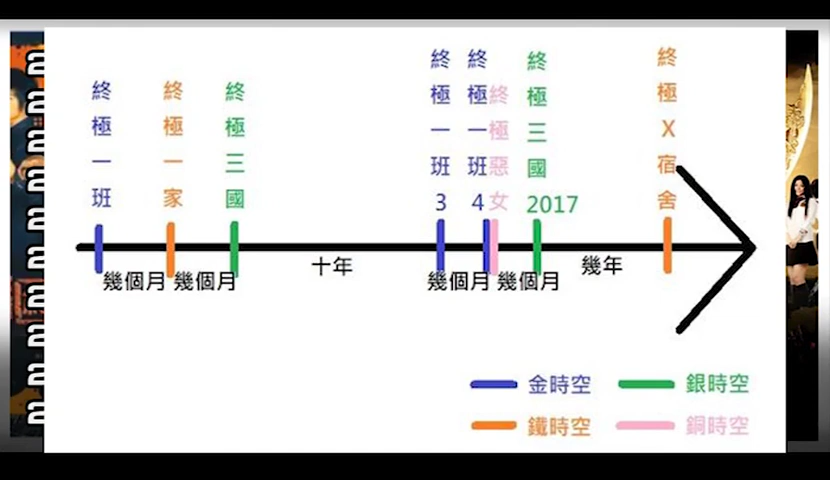 終極一班
終極一家
終極三國
終極一班3
終極一班4
終極惡女
終極三國2017
終極X宿舍
幾個月
幾個月
十年
幾個月
幾個月
幾年
金時空
銀時空
鐵時空
銅時空